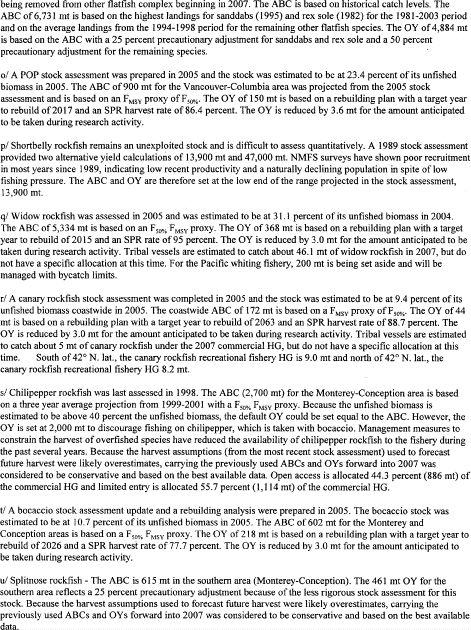 being removed from other flatfish complex beginning in 2007. The ABC is based on historical catch levels. The
ABC of 6,731 mt is based on the highest landings for sanddabs (1995) and rex sole (1982) for the 1981-2003 period
and on the average landings from the 1994-1998 period for the remaining other flatfish species. The OY of 4,884 mt
is based on the ABC with a 25 percent precautionary adjustment for sanddabs and rex sole and a 50 percent
precautionary adjustment for the remaining species.
o/ A POP stock assessment was prepared in 2005 and the stock was estimated to be at 23.4 percent of its unfished
biomass in 2005. The ABC of 900 mt for the Vancouver-Columbia area was projected from the 2005 stock
assessment and is based on an FMSY proxy of F50%. The OY of 150 mt is based on a rebuilding plan with a target year
to rebuild of 2017 and an SPR harvest rate of 86.4 percent. The OY is reduced by 3.6 mt for the amount anticipated
to be taken during research activity.
p/ Shortbelly rockfish remains an unexploited stock and is difficult to assess quantitatively. A 1989 stock assessment
provided two alternative yield calculations of 13,900 mt and 47,000 mt. NMFS surveys have shown poor recruitment
in most years since 1989, indicating low recent productivity and a naturally declining population in spite of low
fishing pressure. The ABC and OY are therefore set at the low end of the range projected in the stock assessment,
13,900 mt.
q/ Widow rockfish was assessed in 2005 and was estimated to be at 31.1 percent of its unfished biomass in 2004.
The ABC of 5,334 mt is based on an F50% FMSY proxy. The OY of 368 mt is based on a rebuilding plan with a target
year to rebuild of 2015 and an SPR rate of 95 percent. The OY is reduced by 3.0 mt for the amount anticipated to be
taken during research activity. Tribal vessels are estimated to catch about 46.1 mt of widow rockfish in 2007, but do
not have a specific allocation at this time. For the Pacific whiting fishery, 200 mt is being set aside and will be
managed with bycatch limits.
r/ A canary rockfish stock assessment was completed in 2005 and the stock was estimated to be at 9.4 percent of its
unfished biomass coastwide in 2005. The coastwide ABC of 172 mt is based on a FMSY proxy of F50%. The OY of 44
mt is based on a rebuilding plan with a target year to rebuild of 2063 and an SPR harvest rate of 88.7 percent. The
OY is reduced by 3.0 mt for the amount anticipated to be taken during research activity. Tribal vessels are estimated
to catch about 5 mt of canary rockfish under the 2007 commercial HG, but do not have a specific allocation at this
time. South of 42° N. lat., the canary rockfish recreational fishery HG is 9.0 mt and north of 42° N. lat., the
canary rockfish recreational fishery HG 8.2 mt.
s/ Chilipepper rockfish was last assessed in 1998. The ABC (2,700 mt) for the Monterey-Conception area is based
on a three year average projection from 1999-2001 with a F50% FMSY proxy. Because the unfished biomass is
estimated to be above 40 percent the unfished biomass, the default OY could be set equal to the ABC. However, the
OY is set at 2,000 mt to discourage fishing on chilipepper, which is taken with bocaccio. Management measures to
constrain the harvest of overfished species have reduced the availability of chilipepper rockfish to the fishery during
the past several years. Because the harvest assumptions (from the most recent stock assessment) used to forecast
future harvest were likely overestimates, carrying the previously used ABCs and OYs forward into 2007 was
considered to be conservative and based on the best available data. Open access is allocated 44.3 percent (886 mt) of
the commercial HG and limited entry is allocated 55.7 percent (1,114 mt) of the commercial HG.
t/ A bocaccio stock assessment update and a rebuilding analysis were prepared in 2005. The bocaccio stock was
estimated to be at 10.7 percent of its unfished biomass in 2005. The ABC of 602 mt for the Monterey and
Conception areas is based on a F50% FMSY proxy. The OY of 218 mt is based on a rebuilding plan with a target year to
rebuild of 2026 and a SPR harvest rate of 77.7 percent. The OY is reduced by 3.0 mt for the amount anticipated to
be taken during research activity.
u/ Splitnose rockfish - The ABC is 615 mt in the southern area (Monterey-Conception). The 461 mt OY for the
southern area reflects a 25 percent precautionary adjustment because of the less rigorous stock assessment for this
stock. Because the harvest assumptions used to forecast future harvest were likely overestimates, carrying the
previously used ABCs and OYs forward into 2007 was considered to be conservative and based on the best available
data.